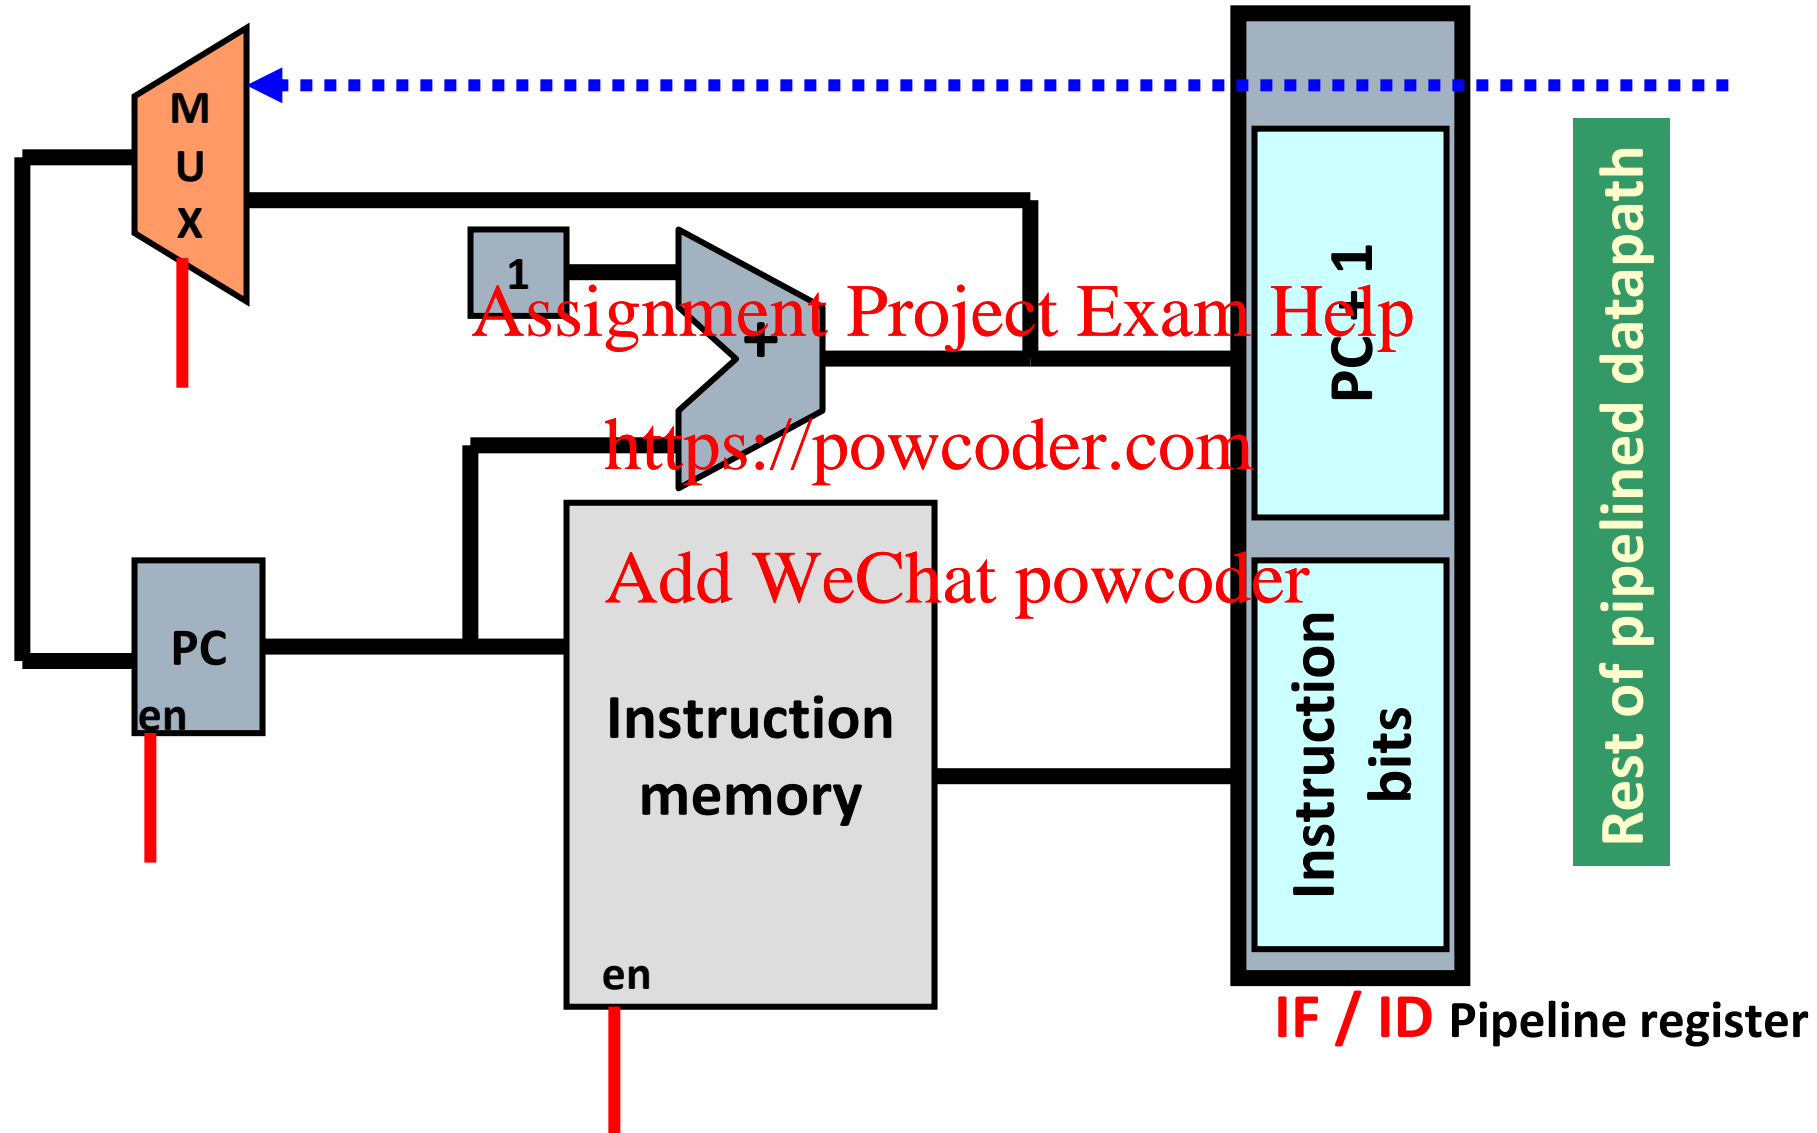 M
U
X
1
+
PC + 1
Assignment Project Exam Help
https://powcoder.com
Add WeChat powcoder
PC
en
Instruction
memory
en
Instruction
bits
Rest of pipelined datapath
IF / ID Pipeline register